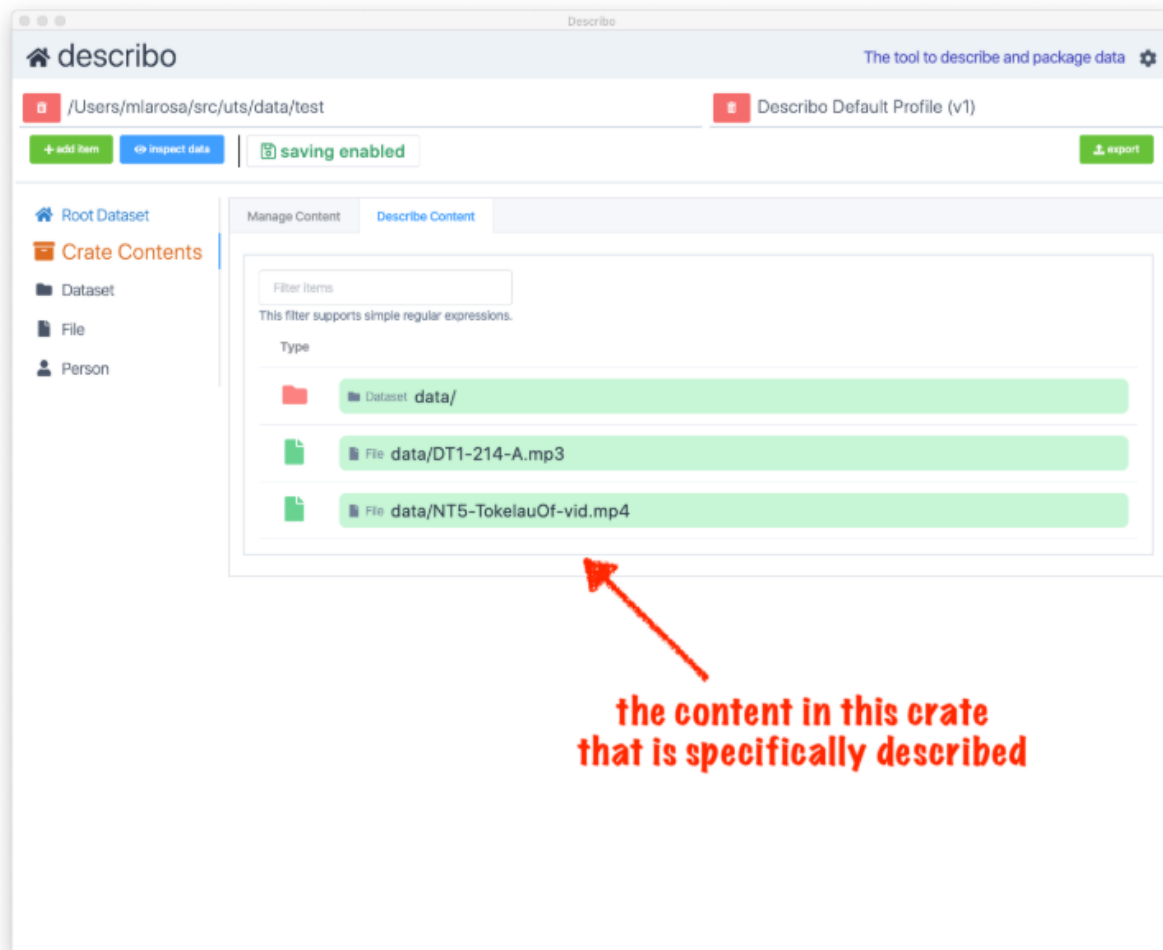 Describo
describo
The tool to describe and package data
/Users/mlarosa/src/uts/data/test
Describo Default Profile (v1)
+ add item
inspect data
saving enabled
export
Root Dataset
Crate Contents
Dataset
File
Person
Manage Content
Describe Content
Filter items
This filter supports simple regular expressions.
Type
Dataset data/
File data/DT1-214-A.mp3
File data/NT5-TokelauOf-vid.mp4
the content in this crate
that is specifically described